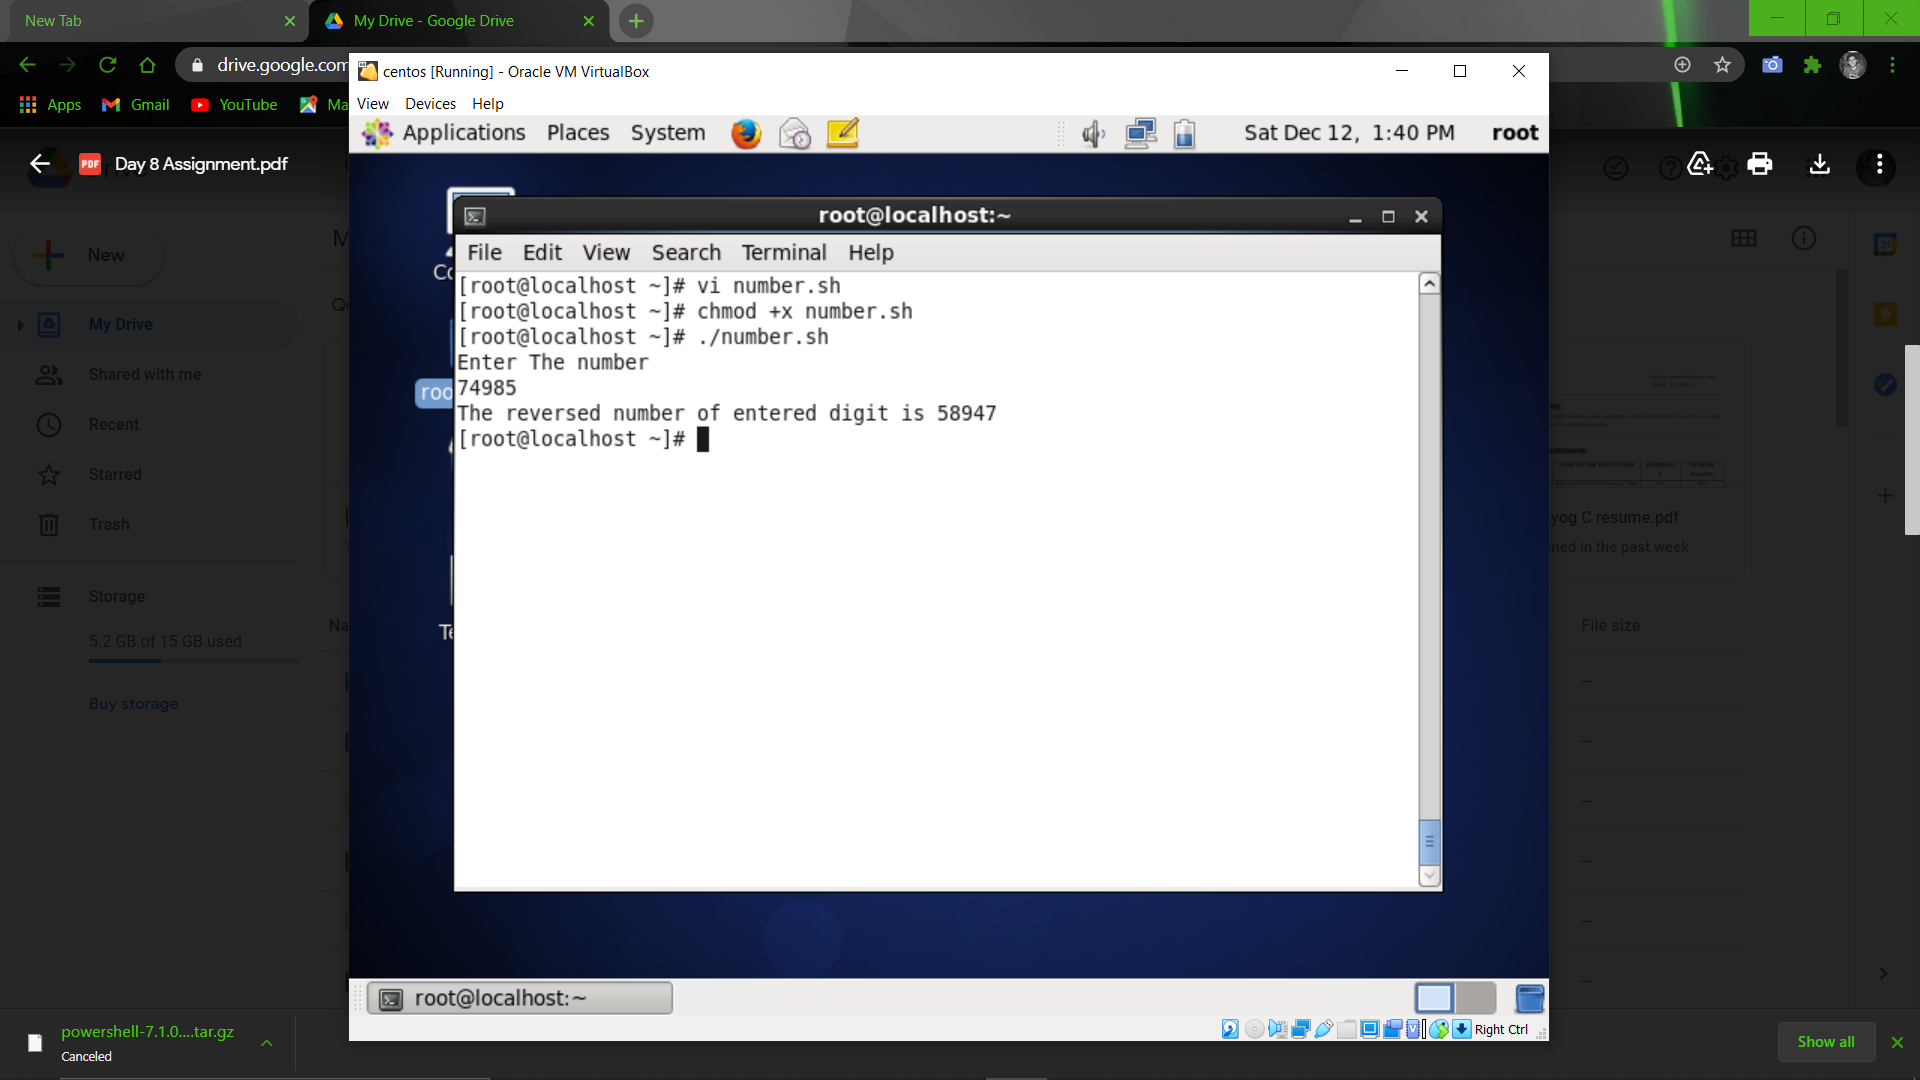 New Tab
My Drive - Google Drive
drive.google.com
Apps
Gmail
YouTube
Ma
centos [Running] - Oracle VM VirtualBox
View Devices Help
Applications Places System
Sat Dec 12, 1:40 PM root
PDF Day 8 Assignment.pdf
root@localhost:~
File Edit View Search Terminal Help
[root@localhost ~]# vi number.sh
[root@localhost ~]# chmod +x number.sh
[root@localhost ~]# ./number.sh
Enter The number
74985
The reversed number of entered digit is 58947
[root@localhost ~]#
New
My Drive
Shared with me
Recent
Starred
Trash
Storage
5.2 GB of 15 GB used
Buy storage
Co
roo
Te
Na
yog C resume.pdf
ned in the past week
File size
root@localhost:~
Right Ctrl
powershell-7.1.0....tar.gz
Canceled
Show all